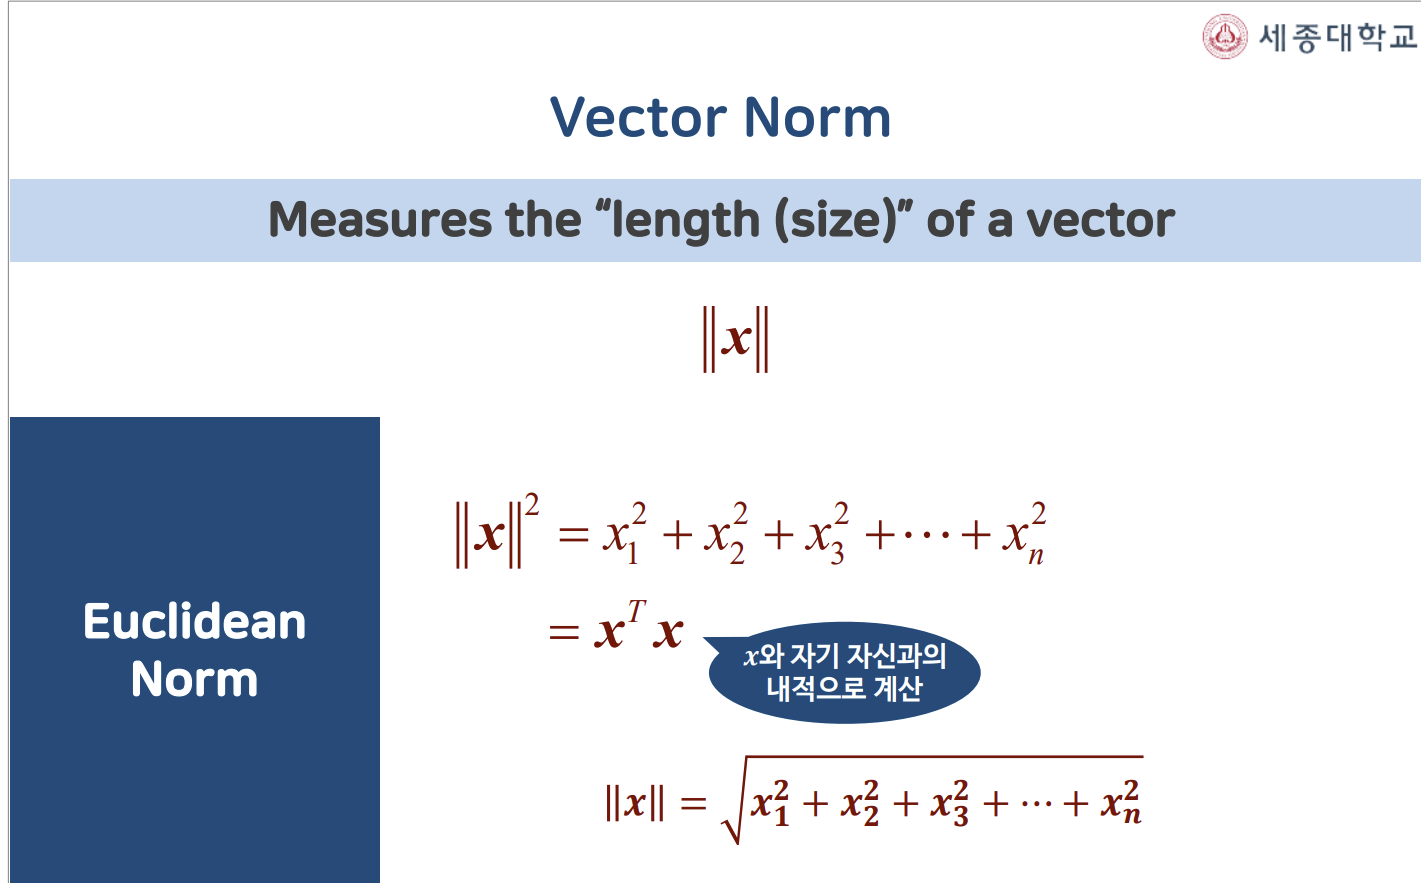 세종대학교
Vector Norm
Measures the “length (size)” of a vector
‖x‖
Euclidean
Norm
‖x‖² = x₁² + x₂² + x₃² + ⋯ + xₙ²
= xᵀ x
x와 자기 자신과의
내적으로 계산
‖x‖ = √(x₁² + x₂² + x₃² + ⋯ + xₙ²)